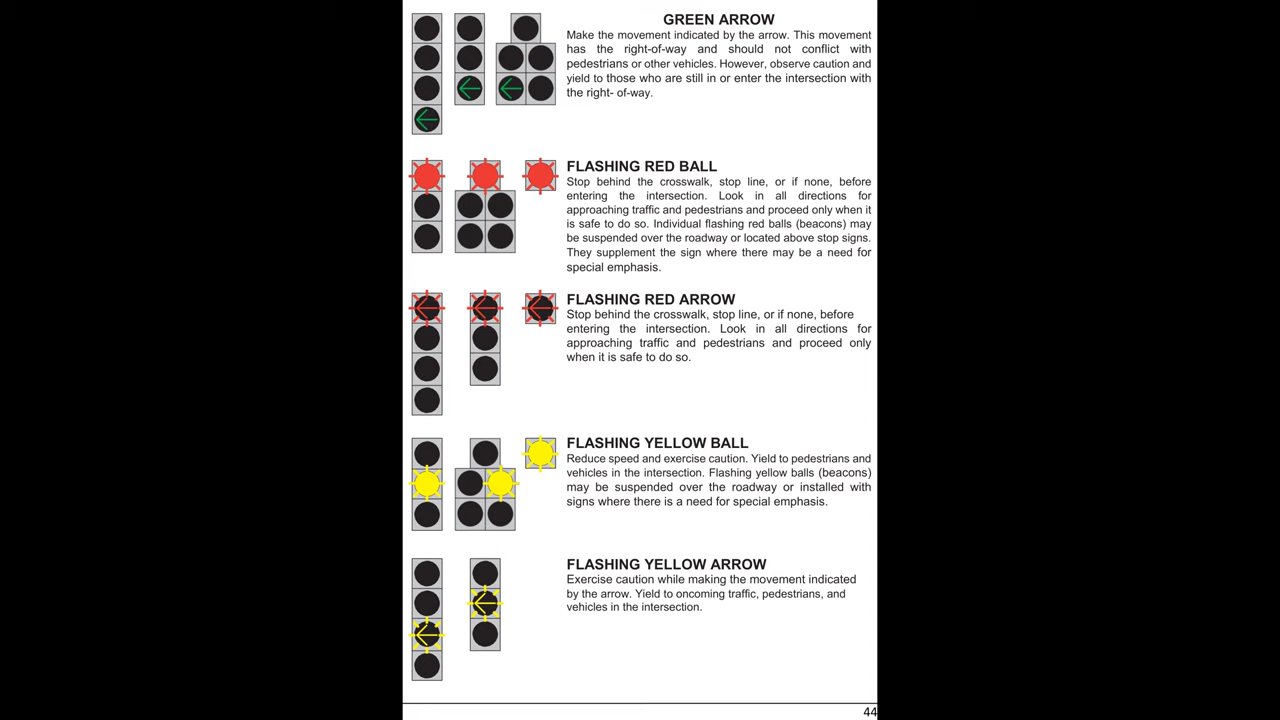 GREEN ARROW
Make the movement indicated by the arrow. This movement
has the right-of-way and should not conflict with
pedestrians or other vehicles. However, observe caution and
yield to those who are still in or enter the intersection with
the right- of-way.
FLASHING RED BALL
Stop behind the crosswalk, stop line, or if none, before
entering the intersection. Look in all directions for
approaching traffic and pedestrians and proceed only when it
is safe to do so. Individual flashing red balls (beacons) may
be suspended over the roadway or located above stop signs.
They supplement the sign where there may be a need for
special emphasis.
FLASHING RED ARROW
Stop behind the crosswalk, stop line, or if none, before
entering the intersection. Look in all directions for
approaching traffic and pedestrians and proceed only
when it is safe to do so.
FLASHING YELLOW BALL
Reduce speed and exercise caution. Yield to pedestrians and
vehicles in the intersection. Flashing yellow balls (beacons)
may be suspended over the roadway or installed with
signs where there is a need for special emphasis.
FLASHING YELLOW ARROW
Exercise caution while making the movement indicated
by the arrow. Yield to oncoming traffic, pedestrians, and
vehicles in the intersection.
44